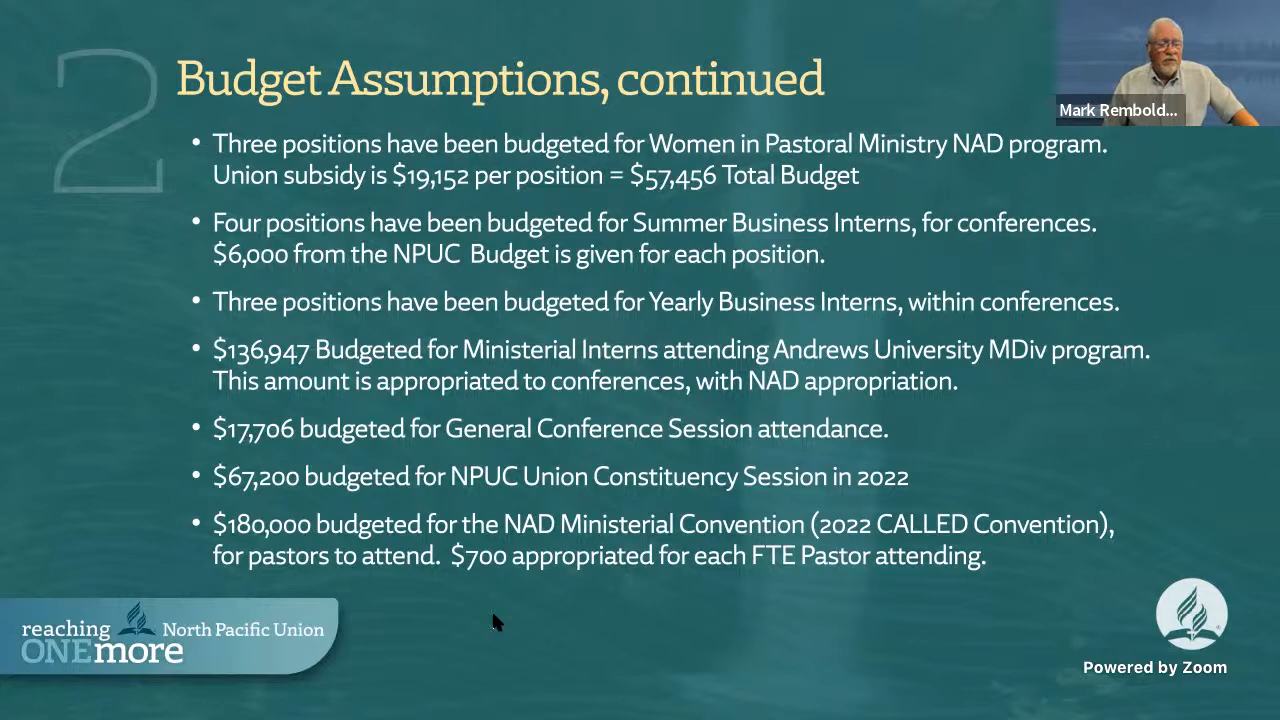 2
Budget Assumptions, continued
Mark Rembold...
• Three positions have been budgeted for Women in Pastoral Ministry NAD program.
Union subsidy is $19,152 per position = $57,456 Total Budget
• Four positions have been budgeted for Summer Business Interns, for conferences.
$6,000 from the NPUC Budget is given for each position.
• Three positions have been budgeted for Yearly Business Interns, within conferences.
• $136,947 Budgeted for Ministerial Interns attending Andrews University MDiv program.
This amount is appropriated to conferences, with NAD appropriation.
• $17,706 budgeted for General Conference Session attendance.
• $67,200 budgeted for NPUC Union Constituency Session in 2022
• $180,000 budgeted for the NAD Ministerial Convention (2022 CALLED Convention),
for pastors to attend. $700 appropriated for each FTE Pastor attending.
reaching
ONEmore
North Pacific Union
Powered by Zoom